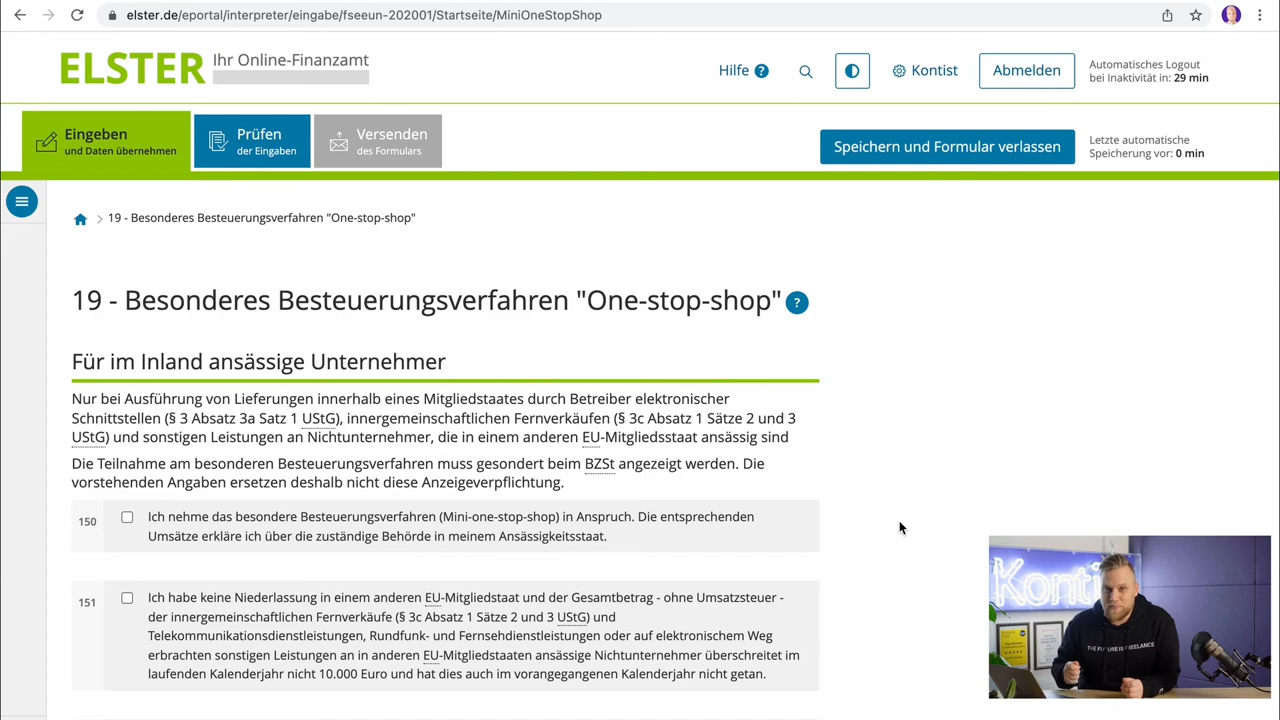 elster.de/eportal/interpreter/eingabe/fseeun-202001/Startseite/MiniOneStopShop
ELSTER Ihr Online-Finanzamt
Hilfe ?
Kontist
Abmelden
Automatisches Logout
bei Inaktivität in: 29 min
Eingeben
und Daten übernehmen
Prüfen
der Eingaben
Versenden
des Formulars
Speichern und Formular verlassen
Letzte automatische
Speicherung vor: 0 min
19 - Besonderes Besteuerungsverfahren "One-stop-shop"
19 - Besonderes Besteuerungsverfahren "One-stop-shop" ?
Für im Inland ansässige Unternehmer
Nur bei Ausführung von Lieferungen innerhalb eines Mitgliedstaates durch Betreiber elektronischer
Schnittstellen (§ 3 Absatz 3a Satz 1 UStG), innergemeinschaftlichen Fernverkäufen (§ 3c Absatz 1 Sätze 2 und 3
UStG) und sonstigen Leistungen an Nichtunternehmer, die in einem anderen EU-Mitgliedsstaat ansässig sind
Die Teilnahme am besonderen Besteuerungsverfahren muss gesondert beim BZSt angezeigt werden. Die
vorstehenden Angaben ersetzen deshalb nicht diese Anzeigeverpflichtung.
150 Ich nehme das besondere Besteuerungsverfahren (Mini-one-stop-shop) in Anspruch. Die entsprechenden
Umsätze erkläre ich über die zuständige Behörde in meinem Ansässigkeitsstaat.
151 Ich habe keine Niederlassung in einem anderen EU-Mitgliedstaat und der Gesamtbetrag - ohne Umsatzsteuer -
der innergemeinschaftlichen Fernverkäufe (§ 3c Absatz 1 Sätze 2 und 3 UStG) und
Telekommunikationsdienstleistungen, Rundfunk- und Fernsehdienstleistungen oder auf elektronischem Weg
erbrachten sonstigen Leistungen an in anderen EU-Mitgliedstaaten ansässige Nichtunternehmer überschreitet im
laufenden Kalenderjahr nicht 10.000 Euro und hat dies auch im vorangegangenen Kalenderjahr nicht getan.
Konti
THE FUTURE IS FREELANCE